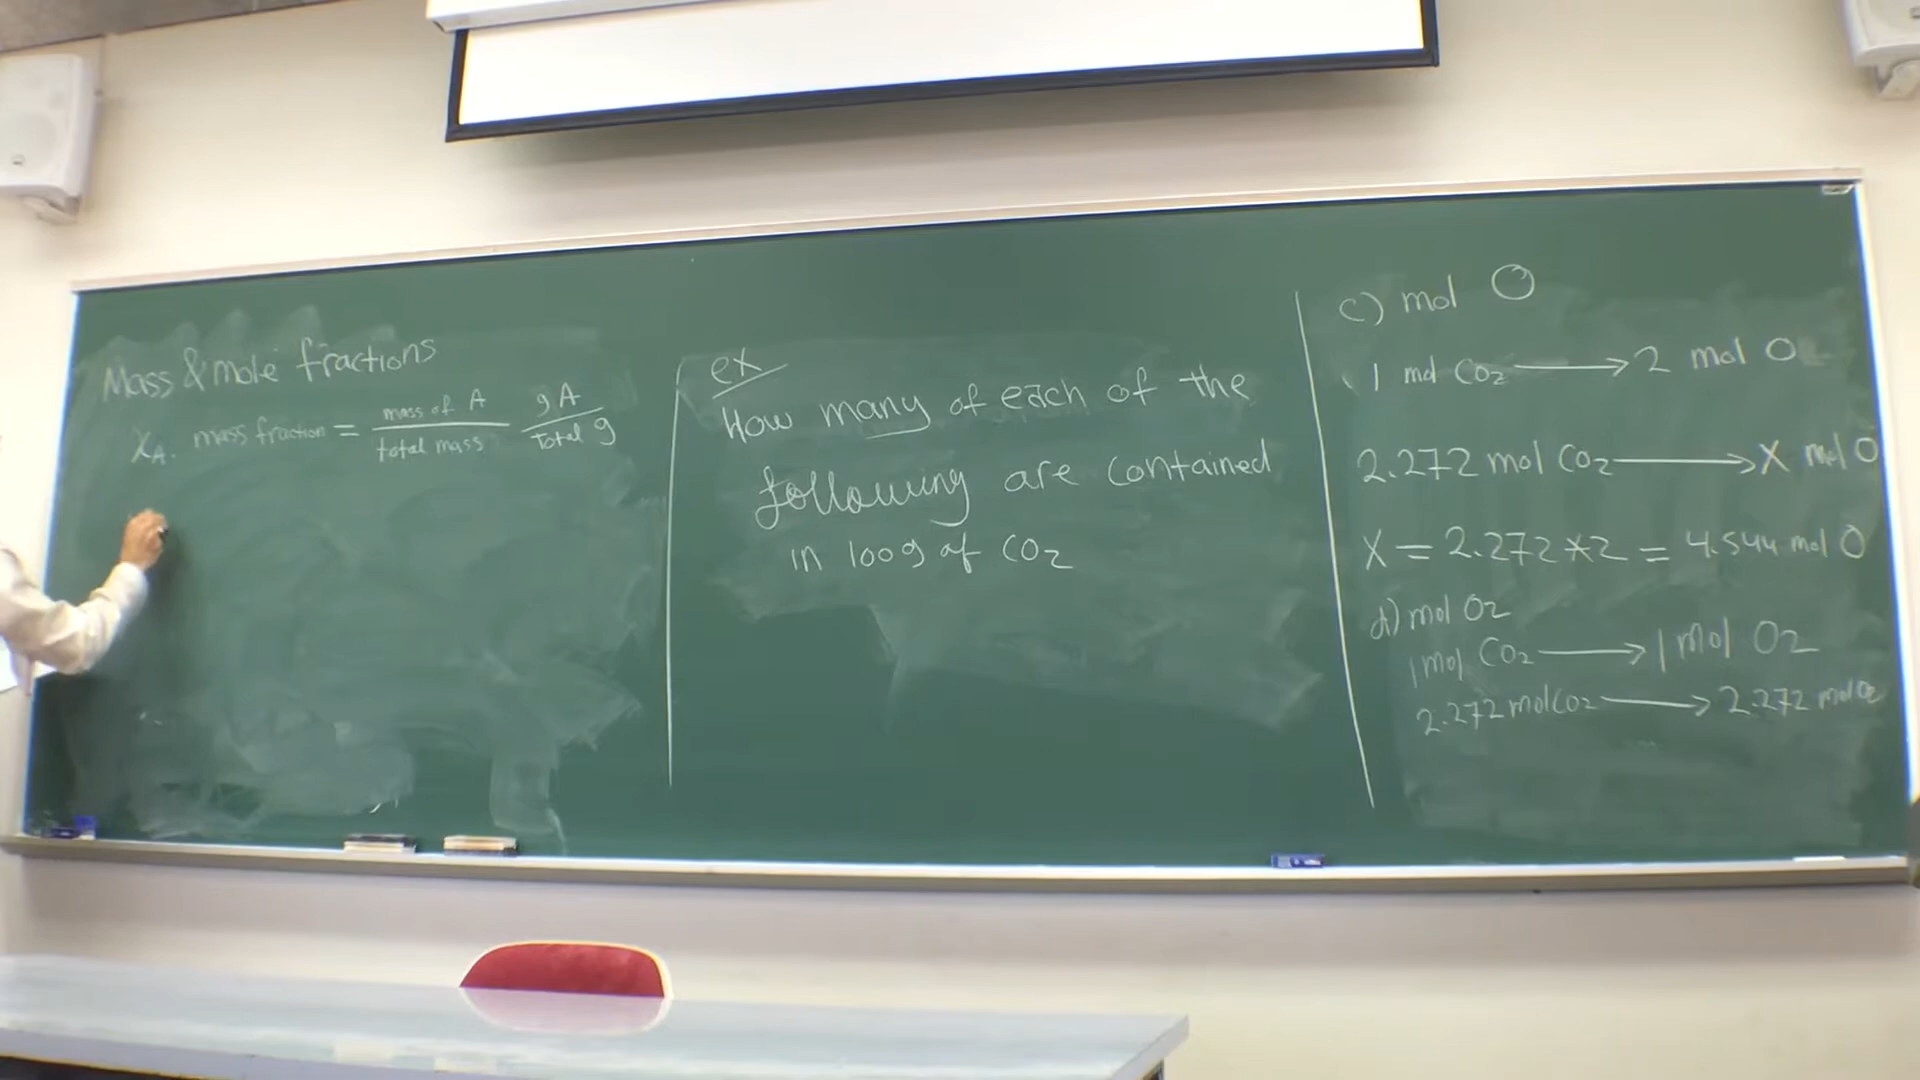 Mass & mole fractions
XA. mass fraction = mass of A / total mass gA / Total g
ex
How many of each of the
following are contained
in 100g of CO2
c) mol O
1 mol CO2 → 2 mol O
2.272 mol CO2 → X mol O
X = 2.272*2 = 4.544 mol O
d) mol O2
1 mol CO2 → 1 mol O2
2.272 mol CO2 → 2.272 mol O2